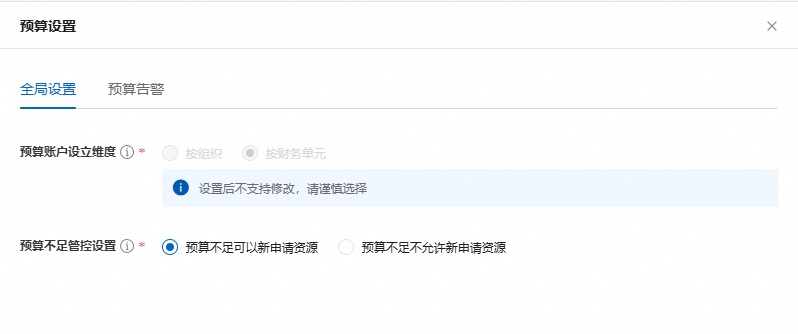 预算设置
全局设置 预算告警
预算账户设立维度 * 按组织 按财务单元
设置后不支持修改，请谨慎选择
预算不足管控设置 * 预算不足可以新申请资源 预算不足不允许新申请资源